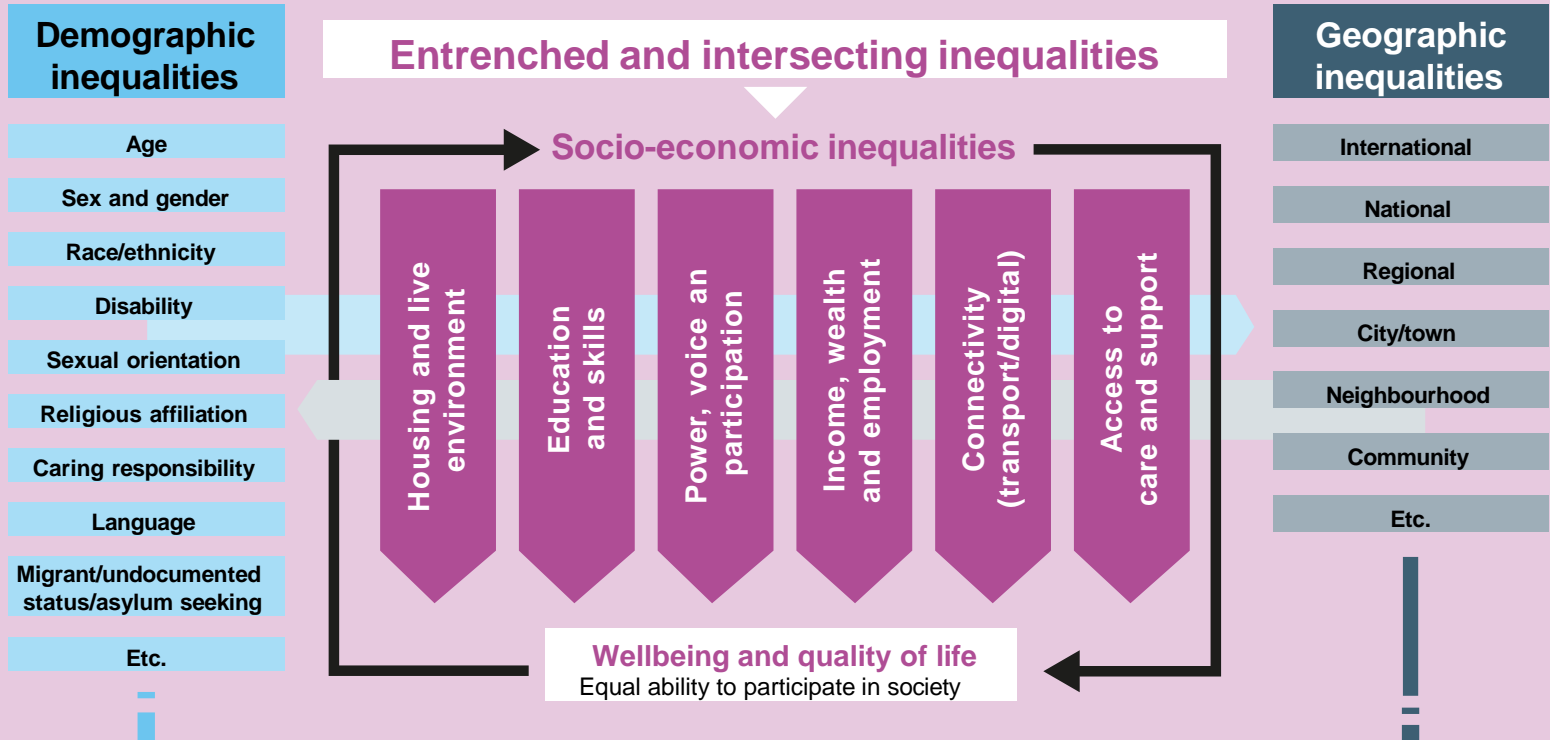 Demographic
inequalities
Age
Sex and gender
Race/ethnicity
Disability
Sexual orientation
Religious affiliation
Caring responsibility
Language
Migrant/undocumented
status/asylum seeking
Etc.
Entrenched and intersecting inequalities
Socio-economic inequalities
Housing and live
environment
Education
and skills
Power, voice an
participation
Income, wealth
and employment
Connectivity
(transport/digital)
Access to
care and support
Wellbeing and quality of life
Equal ability to participate in society
Geographic
inequalities
International
National
Regional
City/town
Neighbourhood
Community
Etc.